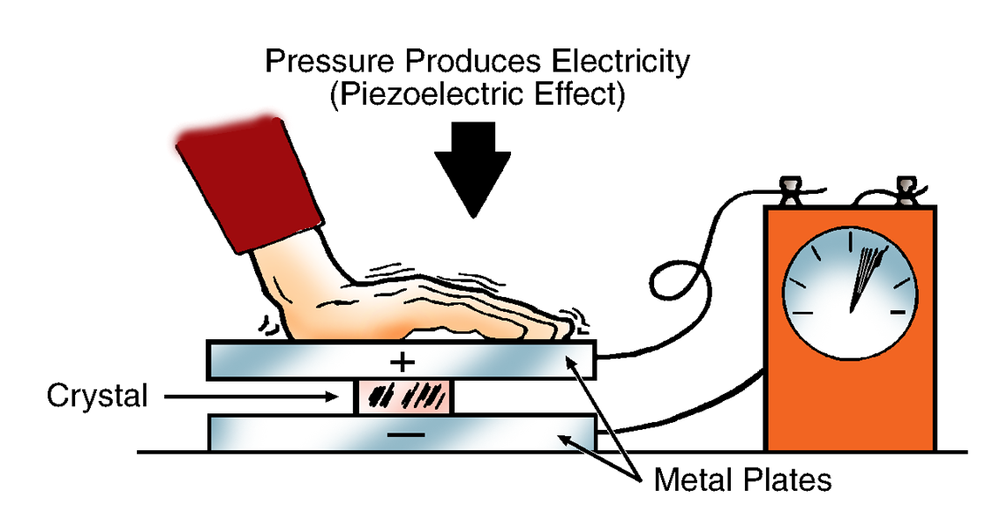 Pressure Produces Electricity
(Piezoelectric Effect)
+
Crystal
—
Metal Plates